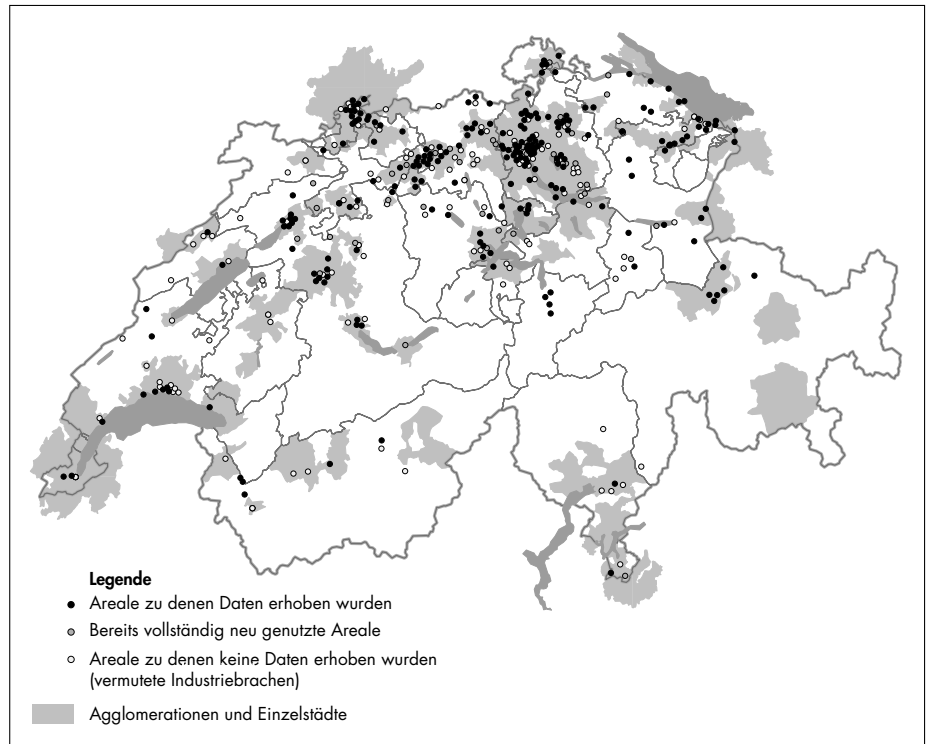 Legende
Areale zu denen Daten erhoben wurden
Bereits vollständig neu genutzte Areale
Areale zu denen keine Daten erhoben wurden
(vermutete Industriebrachen)
Agglomerationen und Einzelstädte